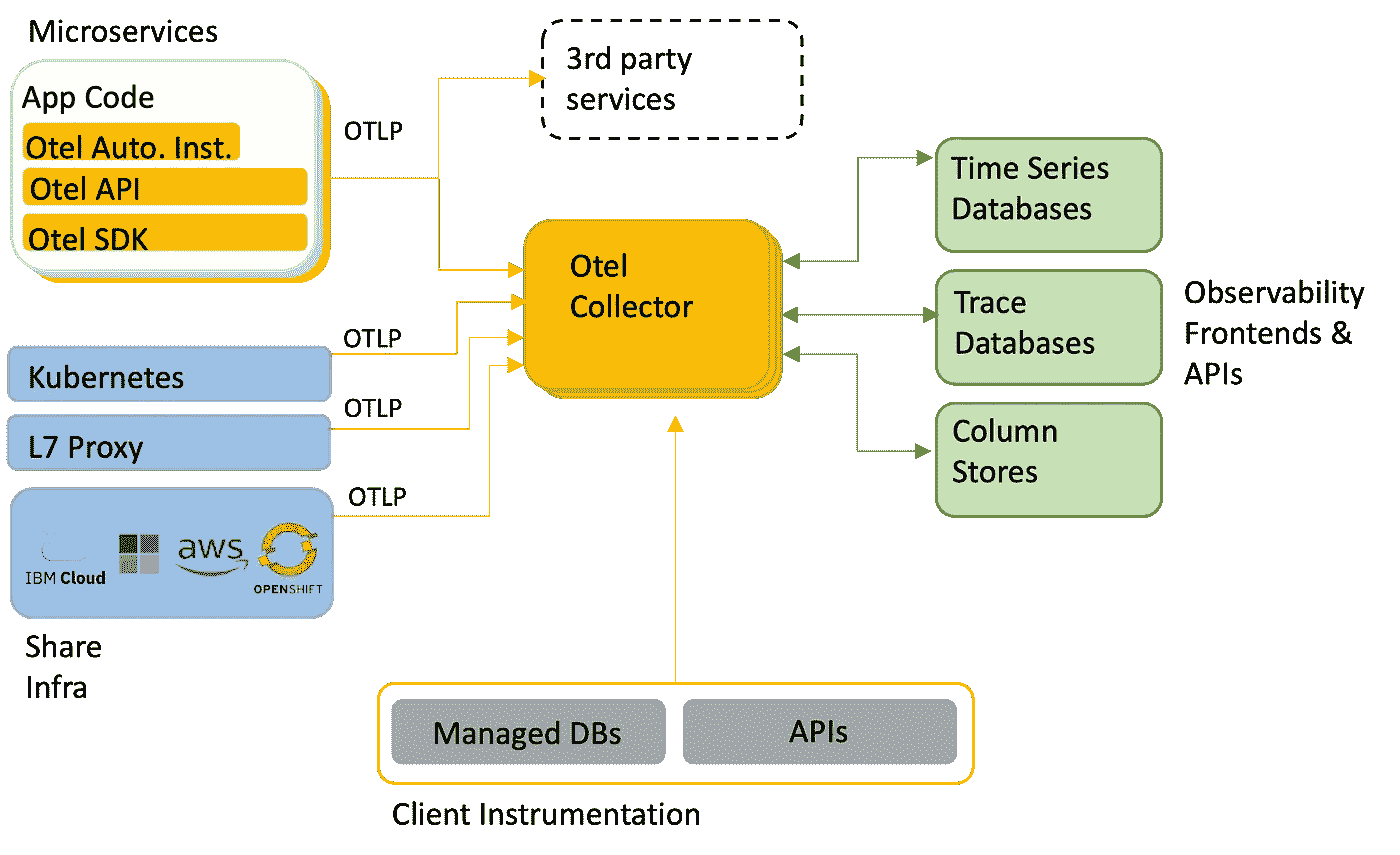 Microservices
App Code
Otel Auto. Inst.
Otel API
Otel SDK
OTLP
3rd party
services
Otel
Collector
Time Series
Databases
Trace
Databases
Column
Stores
Observability
Frontends &
APIs
OTLP
Kubernetes
OTLP
L7 Proxy
OTLP
IBM Cloud
aws
OPENSHIFT
Share
Infra
Managed DBs
APIs
Client Instrumentation